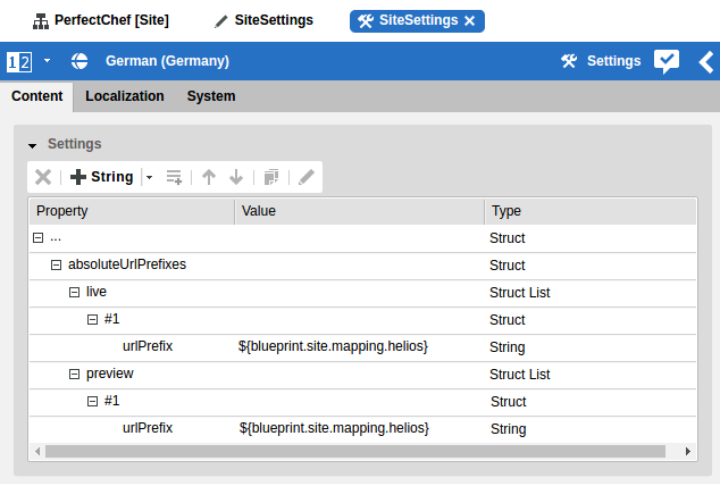 PerfectChef [Site] SiteSettings SiteSettings
12 German (Germany) Settings
Content Localization System
Settings
String
Property Value Type
... Struct
absoluteUrlPrefixes Struct
live Struct List
#1 Struct
urlPrefix ${blueprint.site.mapping.helios} String
preview Struct List
#1 Struct
urlPrefix ${blueprint.site.mapping.helios} String